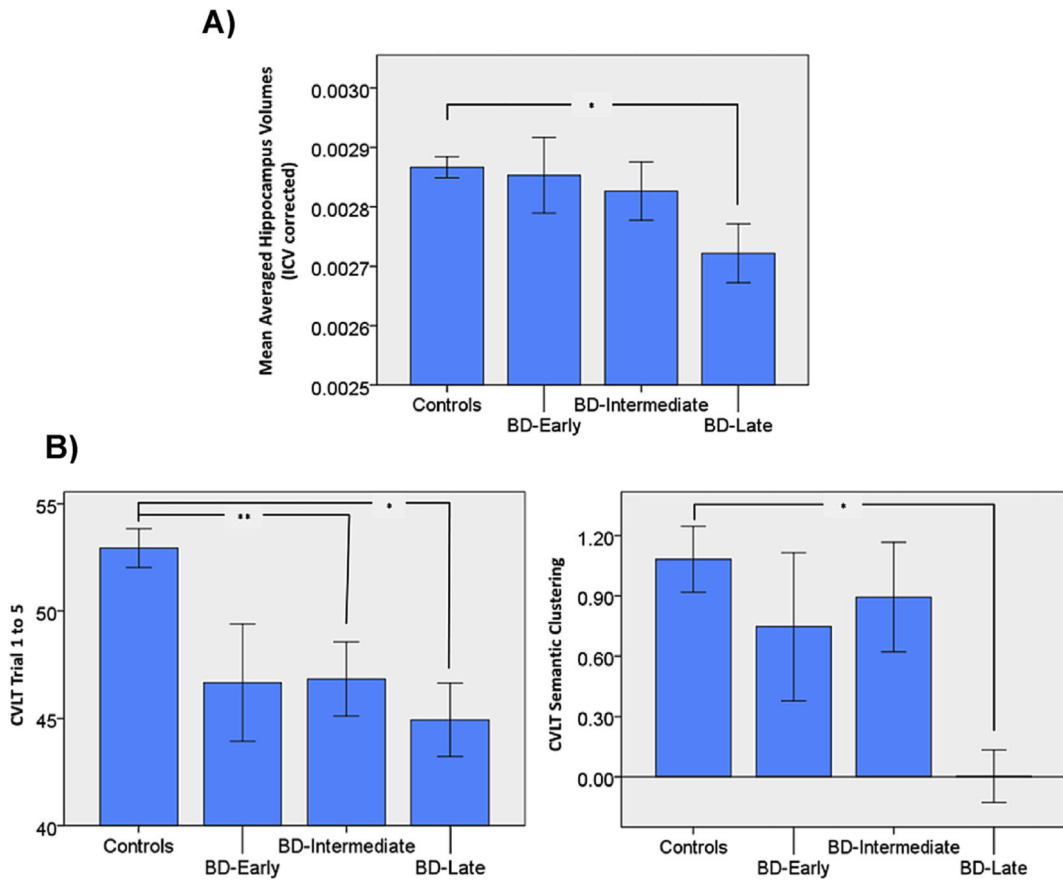 A)
Mean Averaged Hippocampus Volumes
(ICV corrected)
0.0030
0.0029
0.0028
0.0027
0.0026
0.0025
*
Controls
BD-Early
BD-Intermediate
BD-Late
B)
CVLT Trial 1 to 5
55
50
45
40
*
**
Controls
BD-Early
BD-Intermediate
BD-Late
CVLT Semantic Clustering
1.20
0.90
0.60
0.30
0.00
*
Controls
BD-Early
BD-Intermediate
BD-Late